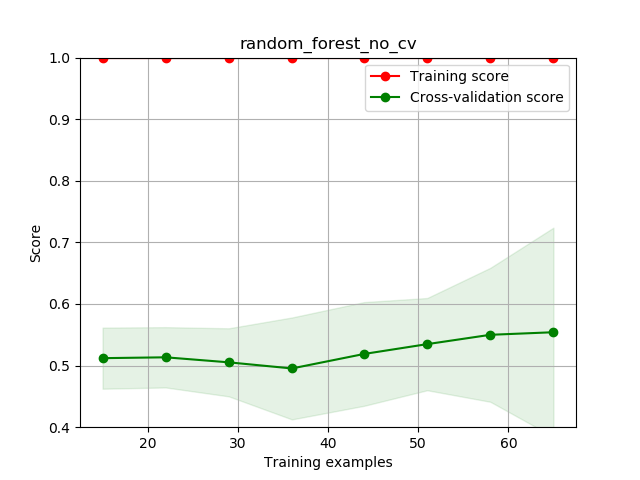 random_forest_no_cv
1.0
0.9
0.8
0.7
0.6
0.5
0.4
Score
Training score
Cross-validation score
20 30 40 50 60
Training examples